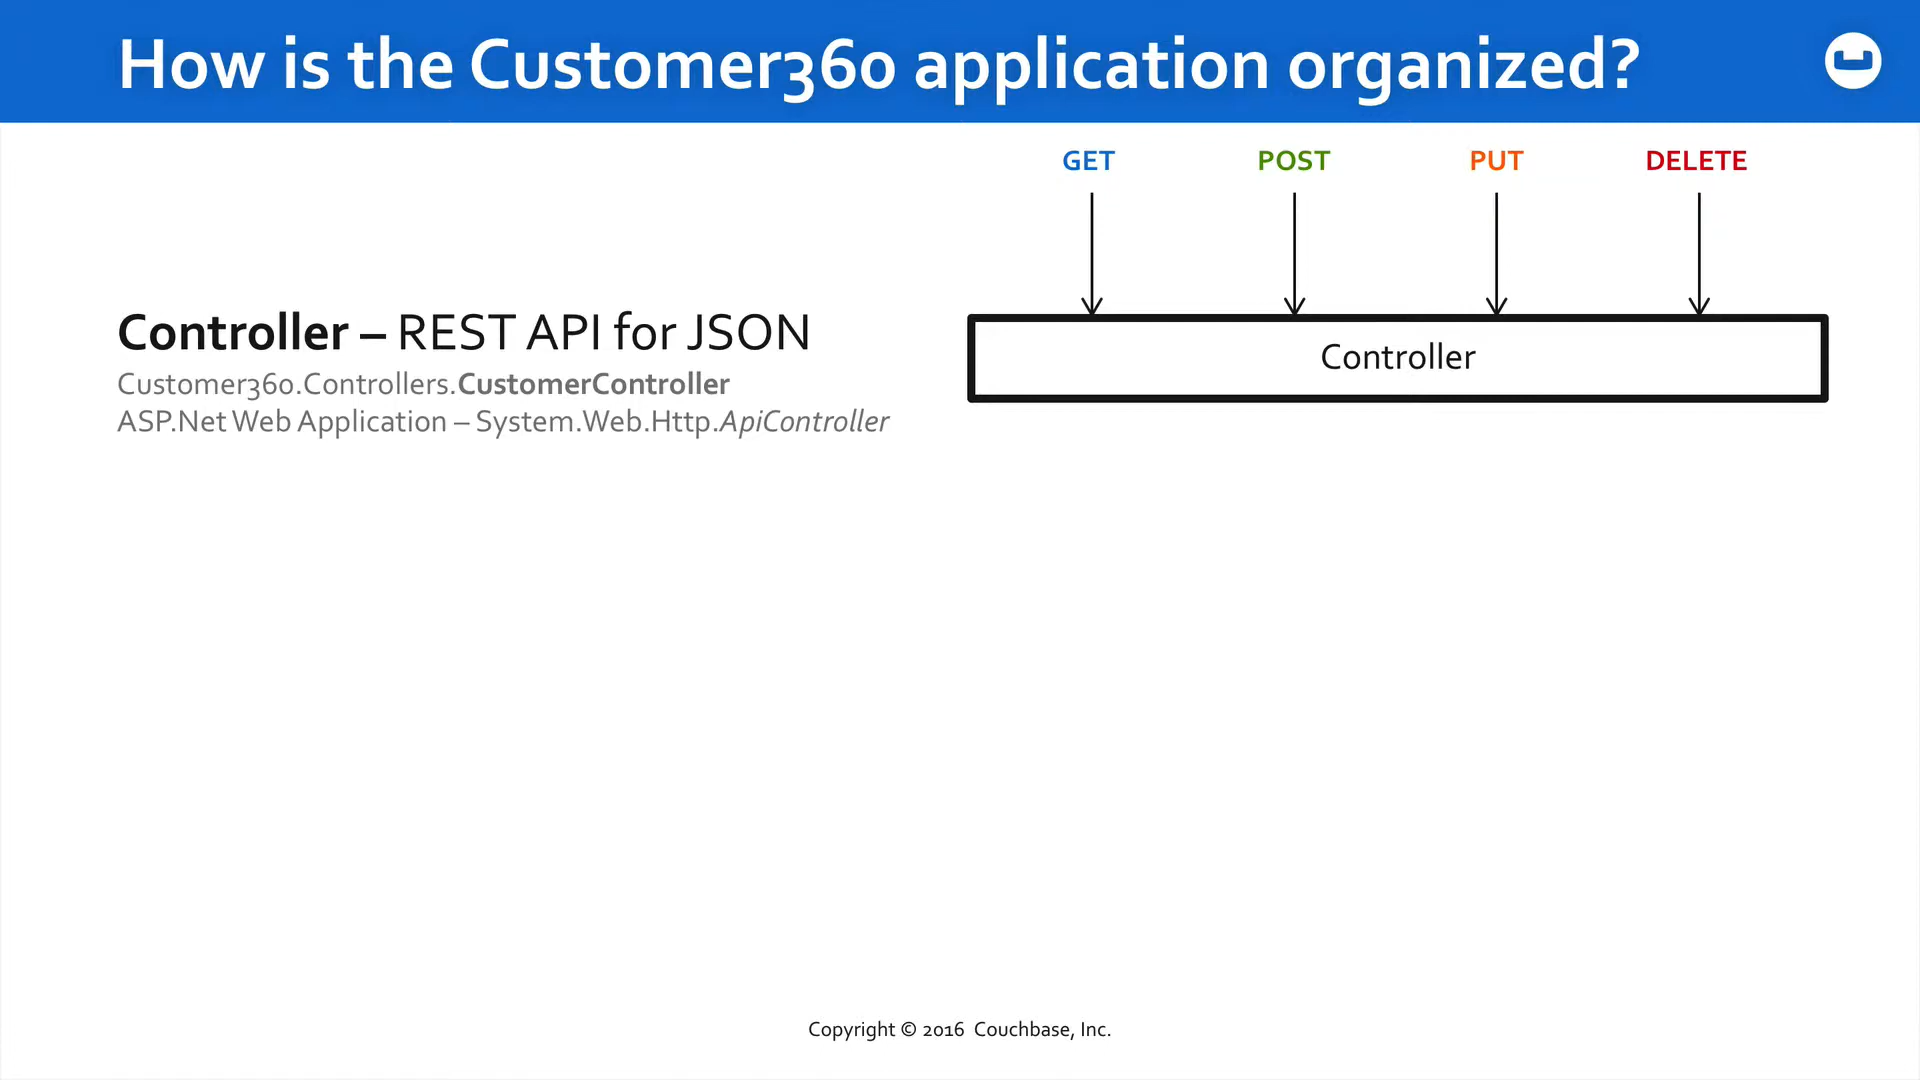 How is the Customer360 application organized?
GET POST PUT DELETE
Controller – REST API for JSON
Customer360.Controllers.CustomerController
ASP.Net Web Application – System.Web.Http.ApiController
Controller
Copyright © 2016 Couchbase, Inc.